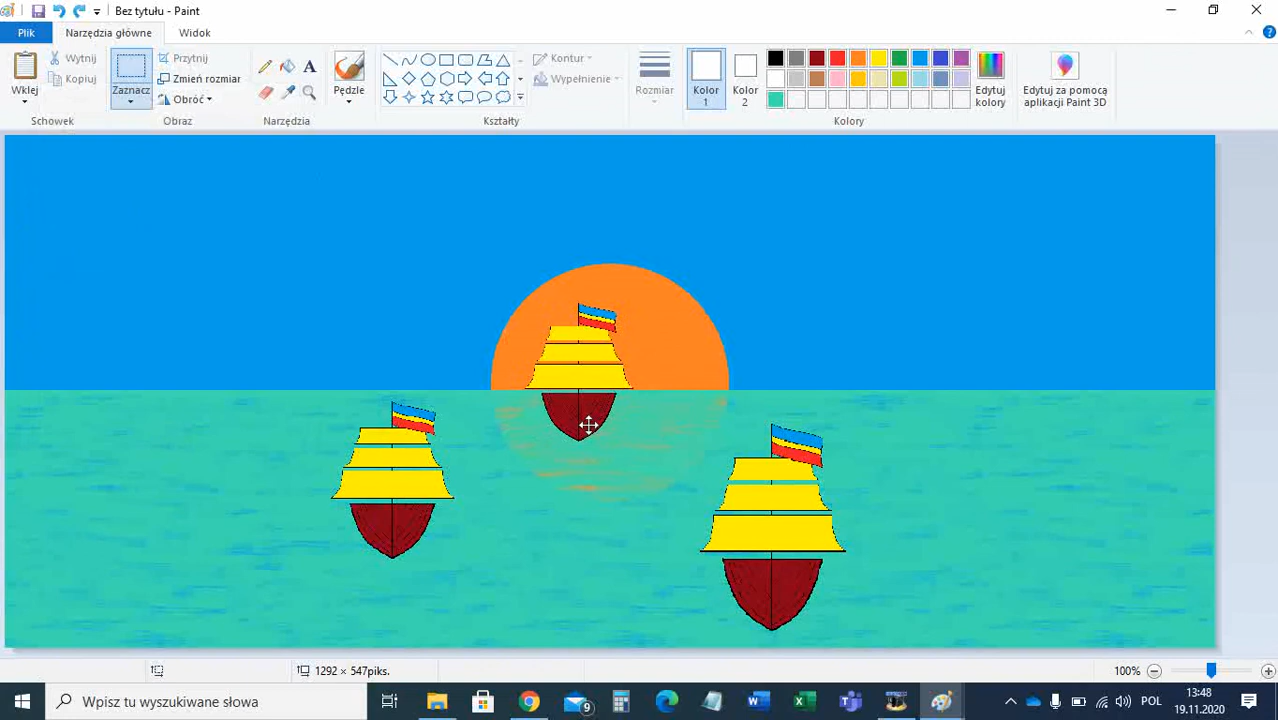 Bez tytułu - Paint
Plik
Narzędzia główne
Widok
Wklej
Wytnij
Kopiuj
Schowek
Zaznacz
Przytnij
Zmień rozmiar
Obróć
Obraz
A
Narzędzia
Pędzle
Kontur
Wypełnienie
Kształty
Rozmiar
Kolor
1
Kolor
2
Edytuj
kolory
Kolory
Edytuj za pomocą
aplikacji Paint 3D
1292 × 547piks.
100%
Wpisz tu wyszukiwane słowa
9
POL
13:48
19.11.2020